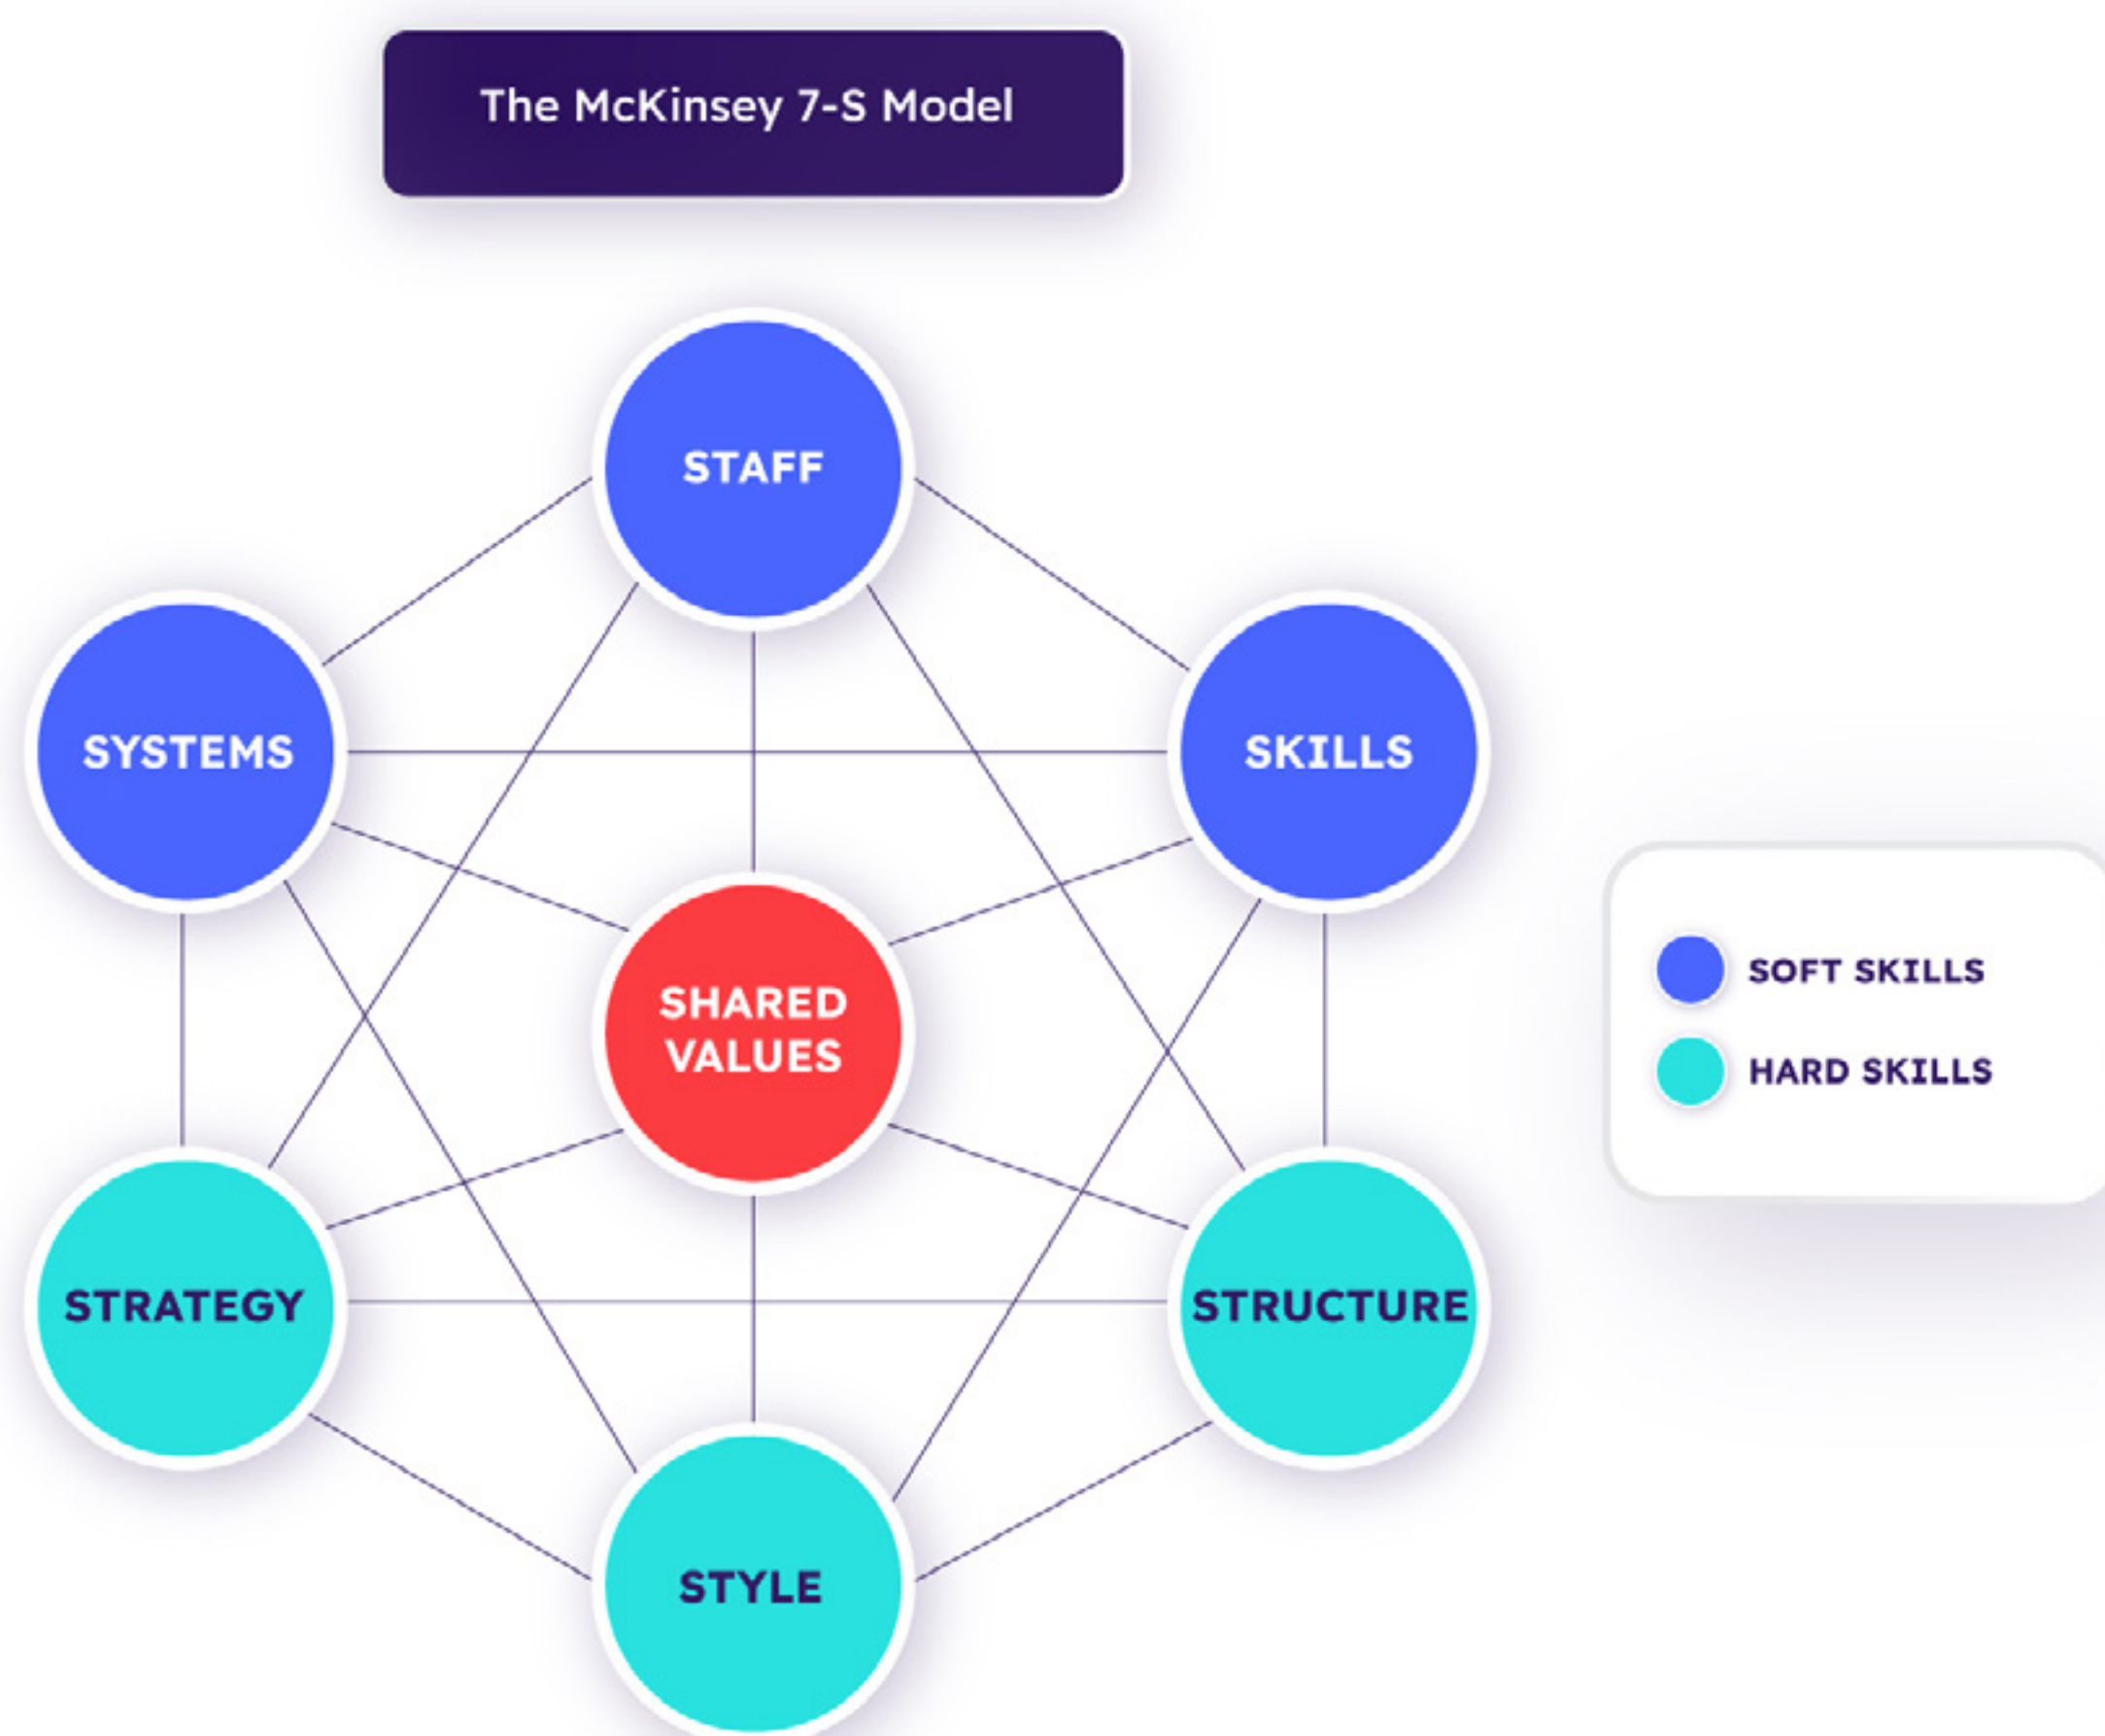 The McKinsey 7-S Model
STAFF
SYSTEMS
SKILLS
SHARED
VALUES
SOFT SKILLS
HARD SKILLS
STRATEGY
STRUCTURE
STYLE